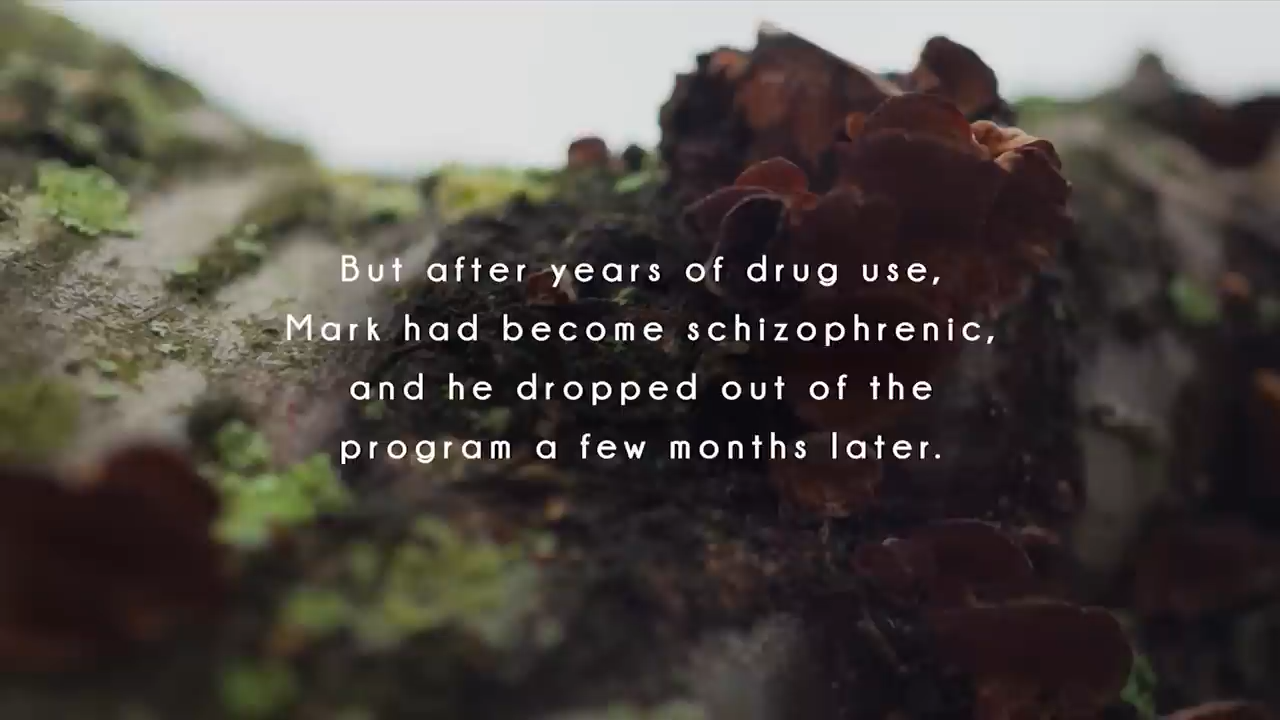 But after years of drug use,
Mark had become schizophrenic,
and he dropped out of the
program a few months later.